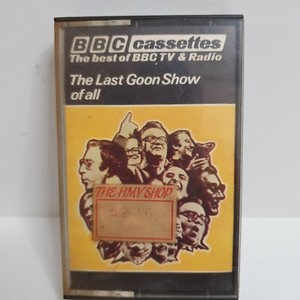 BBC cassettes
The best of BBC TV & Radio
The Last Goon Show
of all
THE HMV SHOP